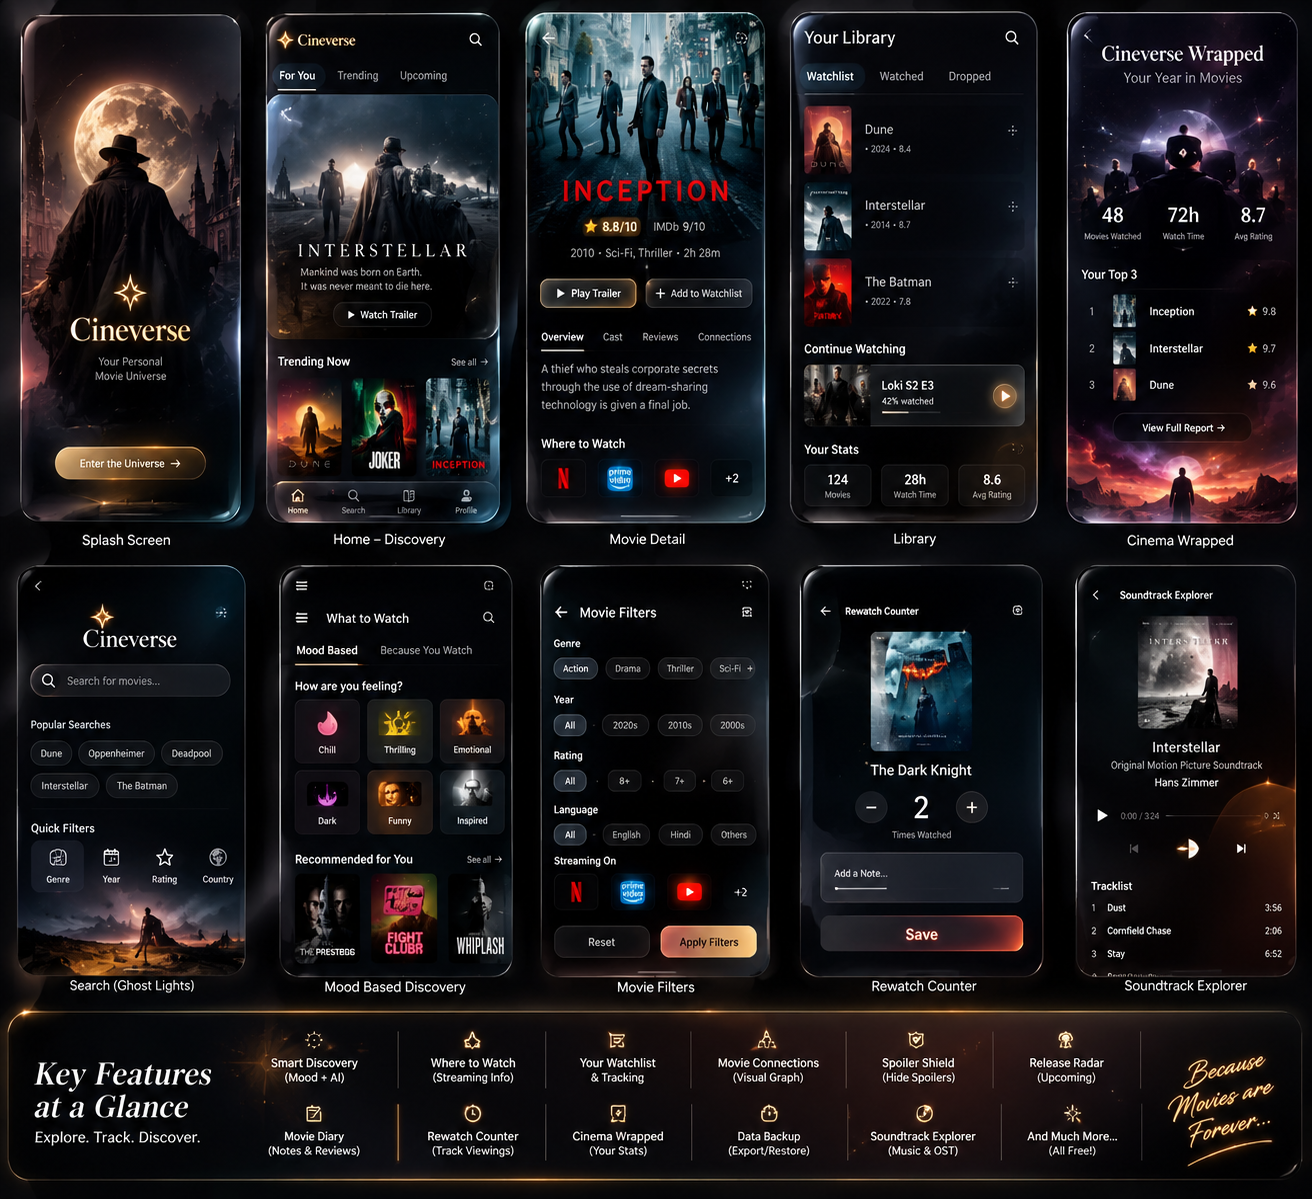 Cineverse
Your Personal
Movie Universe
Enter the Universe →
Splash Screen
Cineverse
For You
Trending
Upcoming
INTERSTELLAR
Mankind was born on Earth.
It was never meant to die here.
Watch Trailer
Trending Now
See all →
DUNE
JOKER
INCEPTION
Home
Search
Library
Profile
Home – Discovery
INCEPTION
8.8/10
IMDb 9/10
2010 • Sci-Fi, Thriller • 2h 28m
Play Trailer
+ Add to Watchlist
Overview
Cast
Reviews
Connections
A thief who steals corporate secrets
through the use of dream-sharing
technology is given a final job.
Where to Watch
N
prime
video
+2
Movie Detail
Your Library
Watchlist
Watched
Dropped
DUNE
Dune
• 2024 • 8.4
Interstellar
• 2014 • 8.7
The Batman
• 2022 • 7.8
Continue Watching
Loki S2 E3
42% watched
Your Stats
124
Movies
28h
Watch Time
8.6
Avg Rating
Library
Cineverse Wrapped
Your Year in Movies
48
Movies Watched
72h
Watch Time
8.7
Avg Rating
Your Top 3
1 Inception 9.8
2 Interstellar 9.7
3 Dune 9.6
View Full Report →
Cinema Wrapped
Cineverse
Search for movies...
Popular Searches
Dune
Oppenheimer
Deadpool
Interstellar
The Batman
Quick Filters
Genre
Year
Rating
Country
Search (Ghost Lights)
What to Watch
Mood Based
Because You Watch
How are you feeling?
Chill
Thrilling
Emotional
Dark
Funny
Inspired
Recommended for You
See all →
THE PRESTBOG
FIGHT
CLUBR
WHIPLASH
Mood Based Discovery
Movie Filters
Genre
Action
Drama
Thriller
Sci-Fi +
Year
All
2020s
2010s
2000s
Rating
All
8+
7+
6+
Language
All
English
Hindi
Others
Streaming On
N
prime
video
+2
Reset
Apply Filters
Movie Filters
Rewatch Counter
The Dark Knight
− 2 +
Times Watched
Add a Note...
Save
Rewatch Counter
Soundtrack Explorer
Interstellar
Original Motion Picture Soundtrack
Hans Zimmer
0:00 / 324
Tracklist
1 Dust 3:56
2 Cornfield Chase 2:06
3 Stay 6:52
Soundtrack Explorer
Key Features
at a Glance
Explore. Track. Discover.
Smart Discovery
(Mood + AI)
Where to Watch
(Streaming Info)
Your Watchlist
& Tracking
Movie Connections
(Visual Graph)
Spoiler Shield
(Hide Spoilers)
Release Radar
(Upcoming)
Movie Diary
(Notes & Reviews)
Rewatch Counter
(Track Viewings)
Cinema Wrapped
(Your Stats)
Data Backup
(Export/Restore)
Soundtrack Explorer
(Music & OST)
And Much More...
(All Free!)
Because
Movies are
Forever...